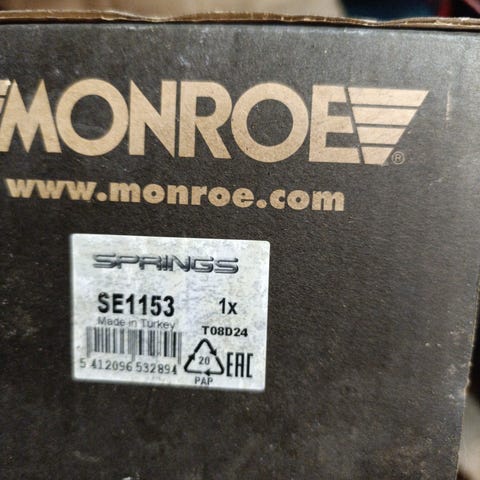 MONROE
®
www.monroe.com
SPRINGS
SE1153 1x
Made in Turkey
T08D24
5 412096 532894
20
PAP
EAC